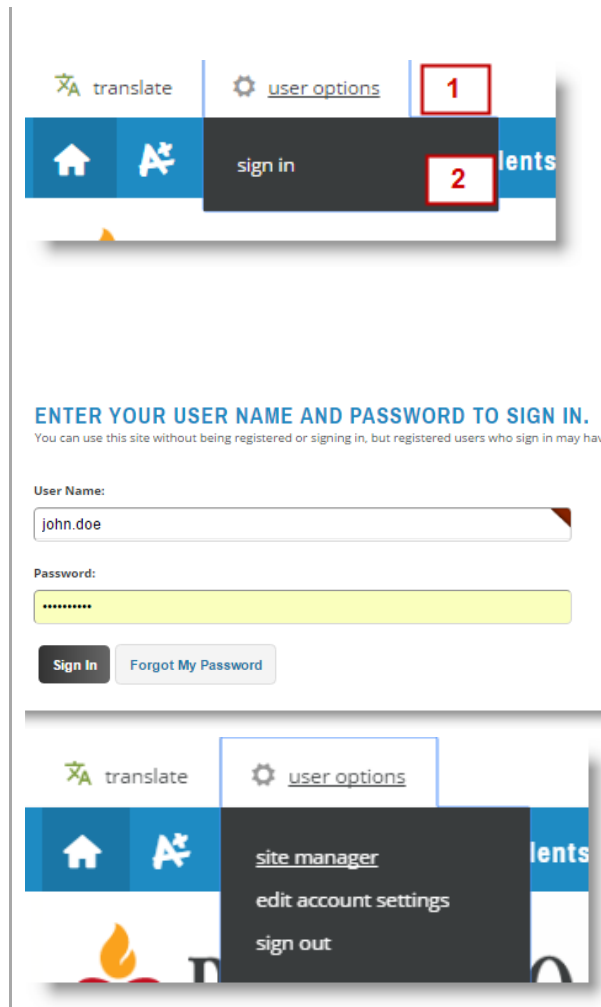 translate user options 1
sign in 2 lents
ENTER YOUR USER NAME AND PASSWORD TO SIGN IN.
You can use this site without being registered or signing in, but registered users who sign in may hav
User Name:
john.doe
Password:
••••••••••
Sign In Forgot My Password
translate user options
site manager lents
edit account settings
sign out